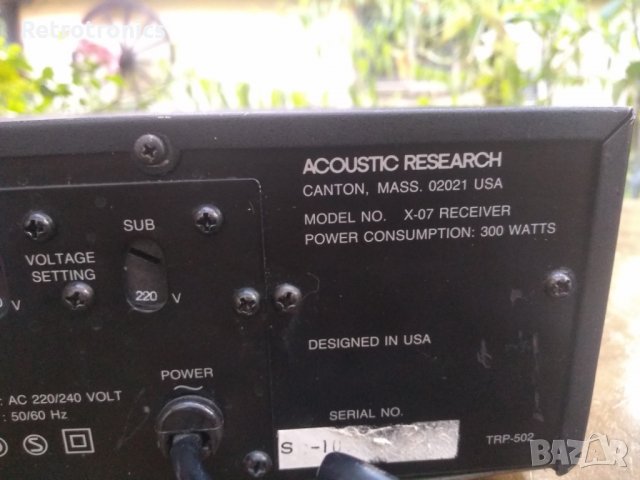 Retrotronics
ACOUSTIC RESEARCH
CANTON, MASS. 02021 USA
MODEL NO. X-07 RECEIVER
POWER CONSUMPTION: 300 WATTS
SUB
VOLTAGE
SETTING
V
220 V
DESIGNED IN USA
POWER
: AC 220/240 VOLT
: 50/60 Hz
SERIAL NO.
S
TRP-502
BAZAR